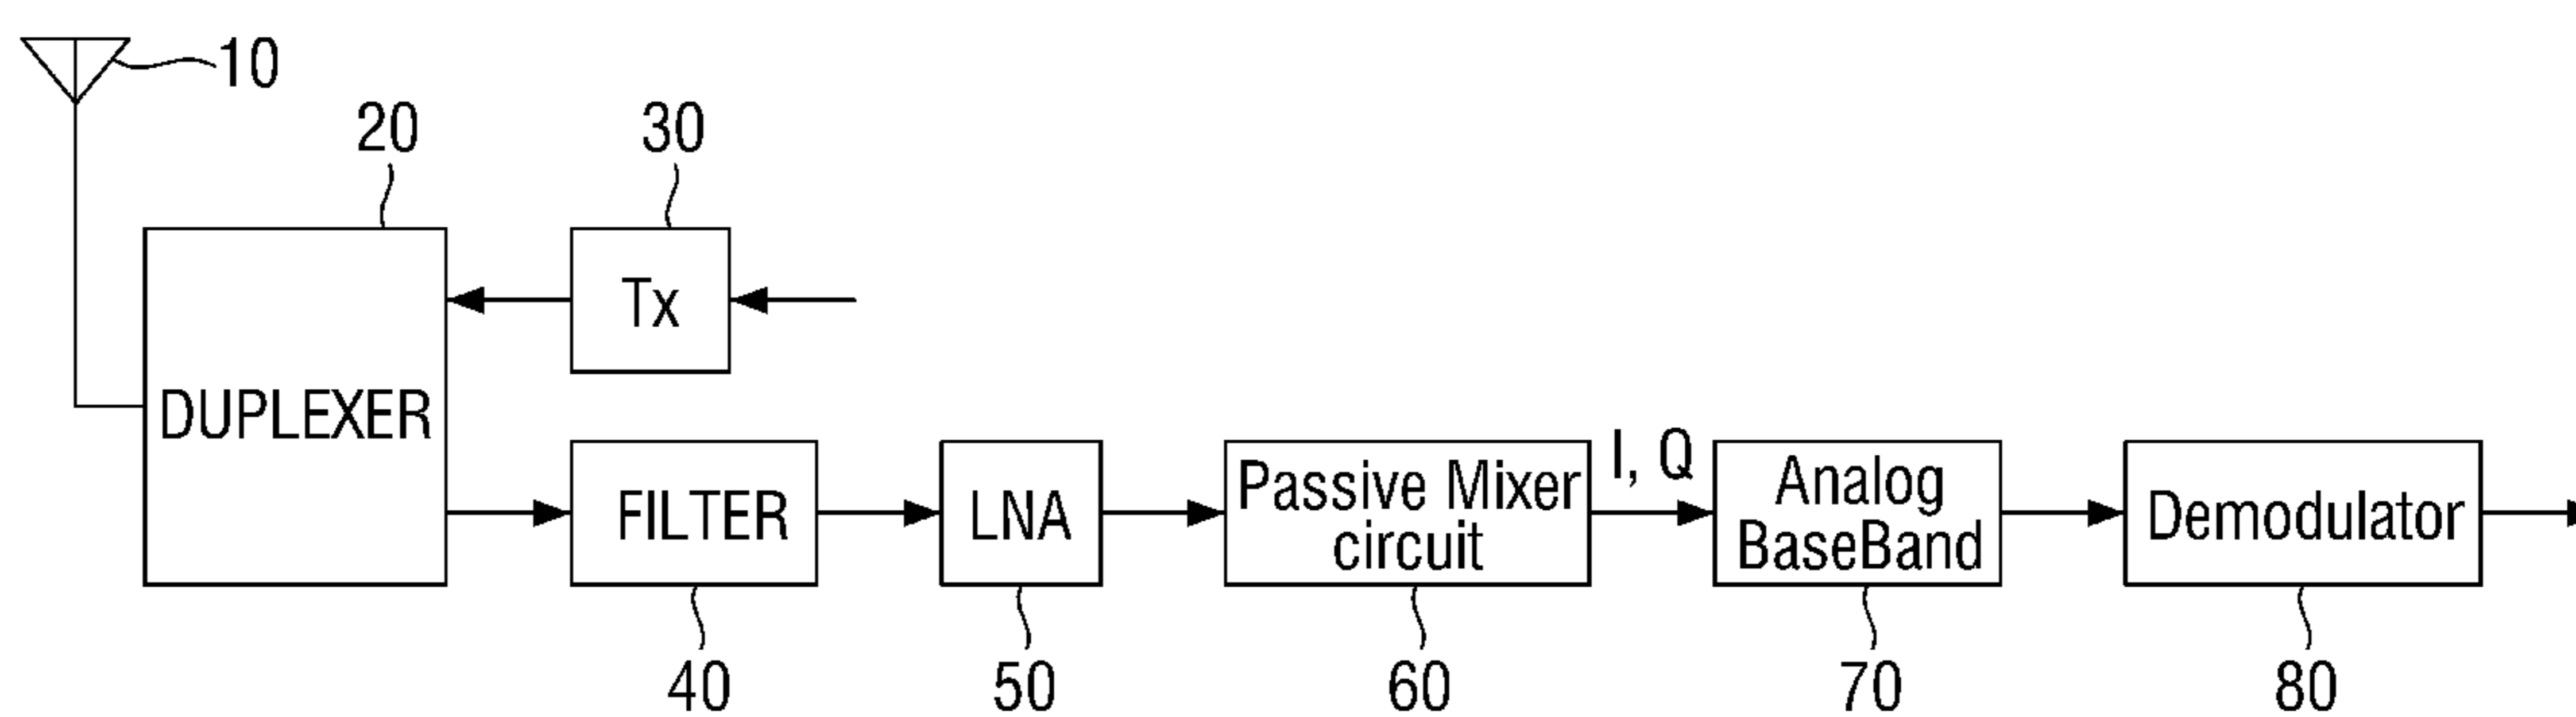 10
20
30
Tx
DUPLEXER
FILTER
LNA
Passive Mixer
circuit
I, Q
Analog
BaseBand
Demodulator
40
50
60
70
80